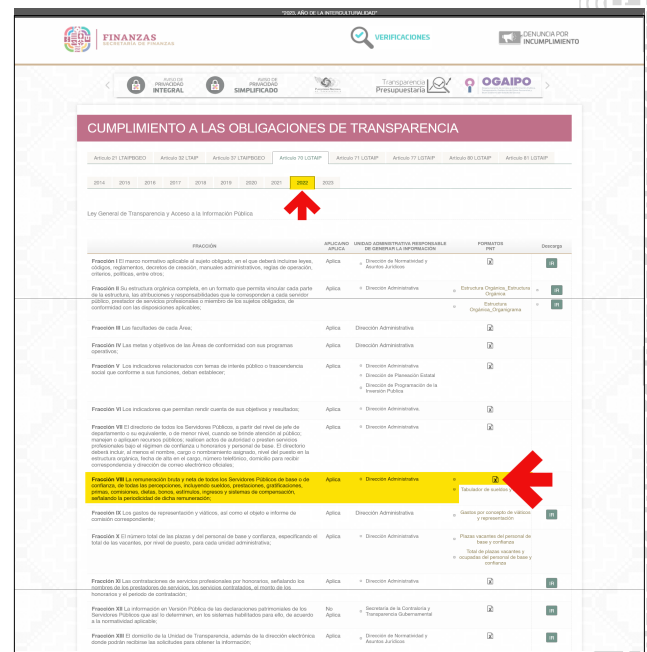 "2023, AÑO DE LA INTERCULTURALIDAD"
FINANZAS
SECRETARÍA DE FINANZAS
VERIFICACIONES
DENUNCIA POR
INCUMPLIMIENTO
AVISO DE
PRIVACIDAD
INTEGRAL
AVISO DE
PRIVACIDAD
SIMPLIFICADO
Transparencia
Presupuestaria
OGAIPO
CUMPLIMIENTO A LAS OBLIGACIONES DE TRANSPARENCIA
Artículo 21 LTAIPBGEO Artículo 32 LTAIP Artículo 37 LTAIPBGEO Artículo 70 LGTAIP Artículo 71 LGTAIP Artículo 77 LGTAIP Artículo 80 LGTAIP Artículo 81 LGTAIP
2014 2015 2016 2017 2018 2019 2020 2021 2022 2023
Ley General de Transparencia y Acceso a la Información Pública
FRACCIÓN
APLICA/NO
APLICA
UNIDAD ADMINISTRATIVA RESPONSABLE
DE GENERAR LA INFORMACIÓN
FORMATOS
PNT
Descarga
Fracción I El marco normativo aplicable al sujeto obligado, en el que deberá incluirse leyes,
códigos, reglamentos, decretos de creación, manuales administrativos, reglas de operación,
criterios, políticas, entre otros;
Aplica
Dirección de Normatividad y
Asuntos Jurídicos
IR
Fracción II Su estructura orgánica completa, en un formato que permita vincular cada parte
de la estructura, las atribuciones y responsabilidades que le corresponden a cada servidor
público, prestador de servicios profesionales o miembro de los sujetos obligados, de
conformidad con las disposiciones aplicables;
Aplica
Dirección Administrativa
Estructura Orgánica_Estructura
Orgánica
IR
Estructura
Orgánica_Organigrama
IR
Fracción III Las facultades de cada Área;
Aplica
Dirección Administrativa
Fracción IV Las metas y objetivos de las Áreas de conformidad con sus programas
operativos;
Aplica
Dirección Administrativa
Fracción V Los indicadores relacionados con temas de interés público o trascendencia
social que conforme a sus funciones, deban establecer;
Aplica
Dirección Administrativa
Dirección de Planeación Estatal
Dirección de Programación de la
Inversión Publica
Fracción VI Los indicadores que permitan rendir cuenta de sus objetivos y resultados;
Aplica
Dirección Administrativa.
Fracción VII El directorio de todos los Servidores Públicos, a partir del nivel de jefe de
departamento o su equivalente, o de menor nivel, cuando se brinde atención al público;
manejen o apliquen recursos públicos; realicen actos de autoridad o presten servicios
profesionales bajo el régimen de confianza u honorarios y personal de base. El directorio
deberá incluir, al menos el nombre, cargo o nombramiento asignado, nivel del puesto en la
estructura orgánica, fecha de alta en el cargo, número telefónico, domicilio para recibir
correspondencia y dirección de correo electrónico oficiales.
Aplica
Dirección Administrativa
Fracción VIII La remuneración bruta y neta de todos los Servidores Públicos de base o de
confianza, de todas las percepciones, incluyendo sueldos, prestaciones, gratificaciones,
primas, comisiones, dietas, bonos, estímulos, ingresos y sistemas de compensación,
señalando la periodicidad de dicha remuneración;
Aplica
Dirección Administrativa
Tabulador de sueldos y
Fracción IX Los gastos de representación y viáticos, así como el objeto e informe de
comisión correspondiente;
Aplica
Dirección Administrativa
Gastos por concepto de viáticos
y representación
IR
Fracción X El número total de las plazas y del personal de base y confianza, especificando el
total de las vacantes, por nivel de puesto, para cada unidad administrativa;
Aplica
Dirección Administrativa
Plazas vacantes del personal de
base y confianza
Total de plazas vacantes y
ocupadas del personal de base y
confianza
Fracción XI Las contrataciones de servicios profesionales por honorarios, señalando los
nombres de los prestadores de servicios, los servicios contratados, el monto de los
honorarios y el periodo de contratación;
Aplica
Dirección Administrativa
IR
Fracción XII La información en Versión Pública de las declaraciones patrimoniales de los
Servidores Públicos que así lo determinen, en los sistemas habilitados para ello, de acuerdo
a la normatividad aplicable;
No
Aplica
Secretaría de la Contraloría y
Transparencia Gubernamental
IR
Fracción XIII El domicilio de la Unidad de Transparencia, además de la dirección electrónica
donde podrán recibirse las solicitudes para obtener la información;
Aplica
Dirección de Normatividad y
Asuntos Jurídicos
IR